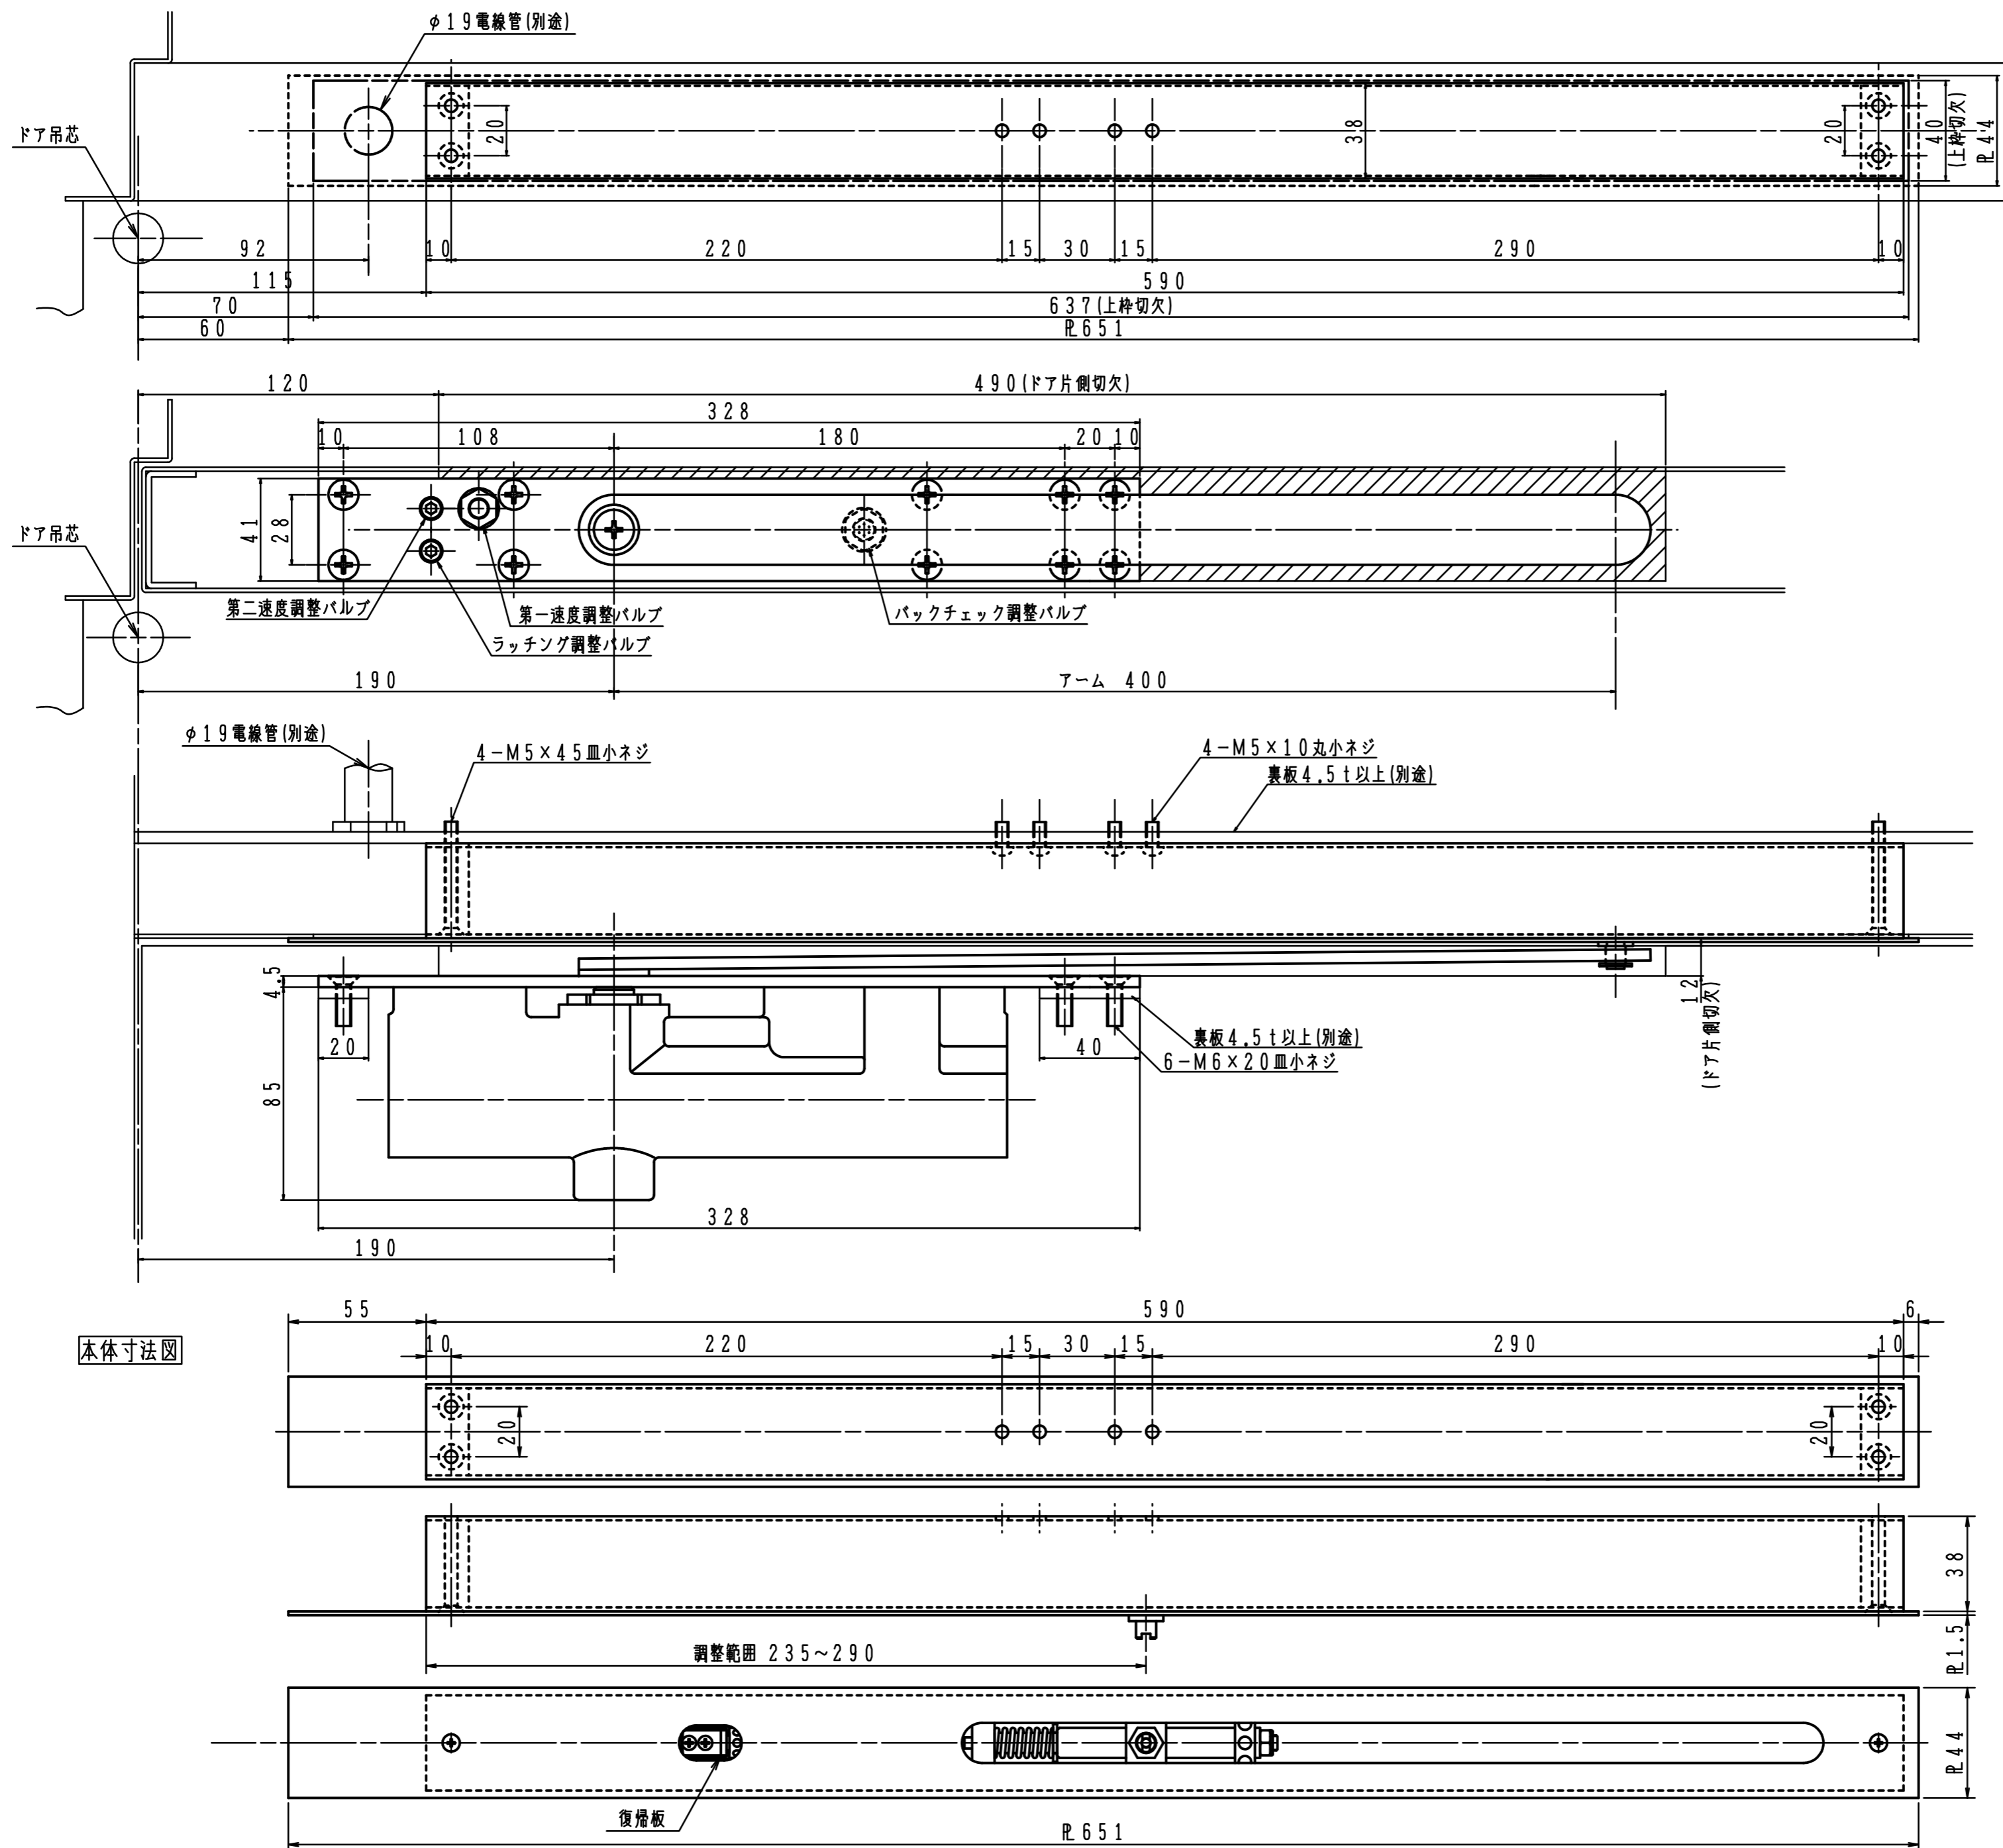 φ19電線管(別途)
ドア吊芯
20
38
20
40
(上枠切欠)
PL44
92
10
220
15
30
15
290
10
115
590
70
637(上枠切欠)
60
PL651
120
490(ドア片側切欠)
328
10
108
180
20
10
41
28
ドア吊芯
第二速度調整バルブ
第一速度調整バルブ
ラッチング調整バルブ
バックチェック調整バルブ
190
アーム 400
φ19電線管(別途)
4-M5×45皿小ネジ
4-M5×10丸小ネジ
裏板4.5t以上(別途)
4.5
12
(ドア片側切欠)
20
40
裏板4.5t以上(別途)
6-M6×20皿小ネジ
85
328
190
本体寸法図
55
590
6
10
220
15
30
15
290
10
20
20
38
PL1.5
調整範囲 235~290
PL44
復帰板
PL651